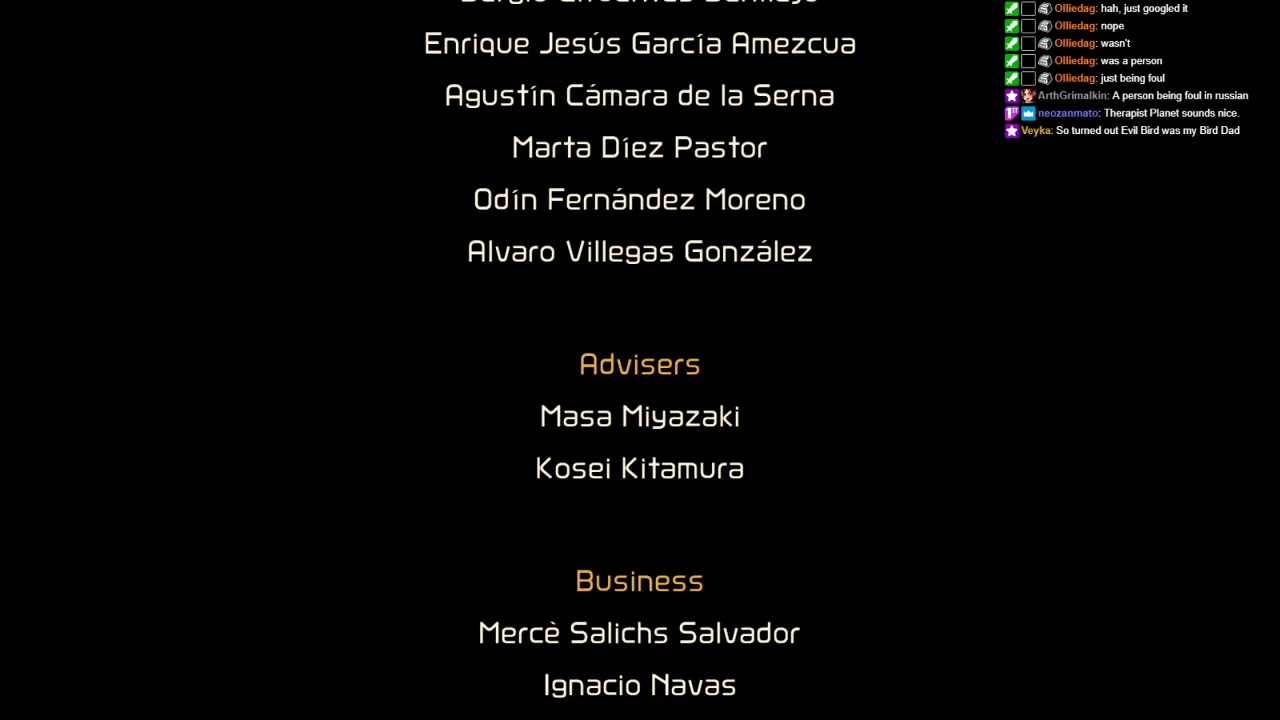 Enrique Jesús García Amezcua
Agustín Cámara de la Serna
Marta Díez Pastor
Odín Fernández Moreno
Alvaro Villegas González
Advisers
Masa Miyazaki
Kosei Kitamura
Business
Mercè Salichs Salvador
Ignacio Navas
Olliedag: hah, just googled it
Olliedag: nope
Olliedag: wasn't
Olliedag: was a person
Olliedag: just being foul
ArthGrimalkin: A person being foul in russian
neozanmato: Therapist Planet sounds nice.
Veyka: So turned out Evil Bird was my Bird Dad